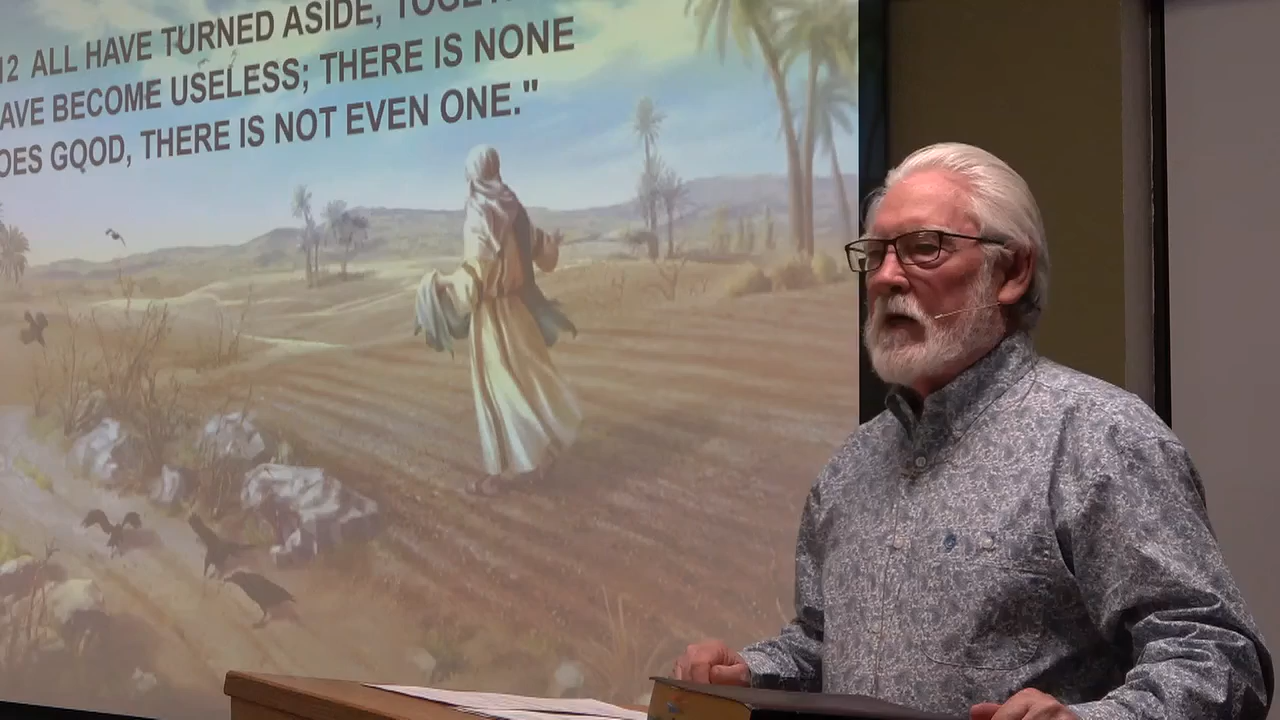 12 ALL HAVE TURNED ASIDE,
AVE BECOME USELESS; THERE IS NONE
OES GOOD, THERE IS NOT EVEN ONE."